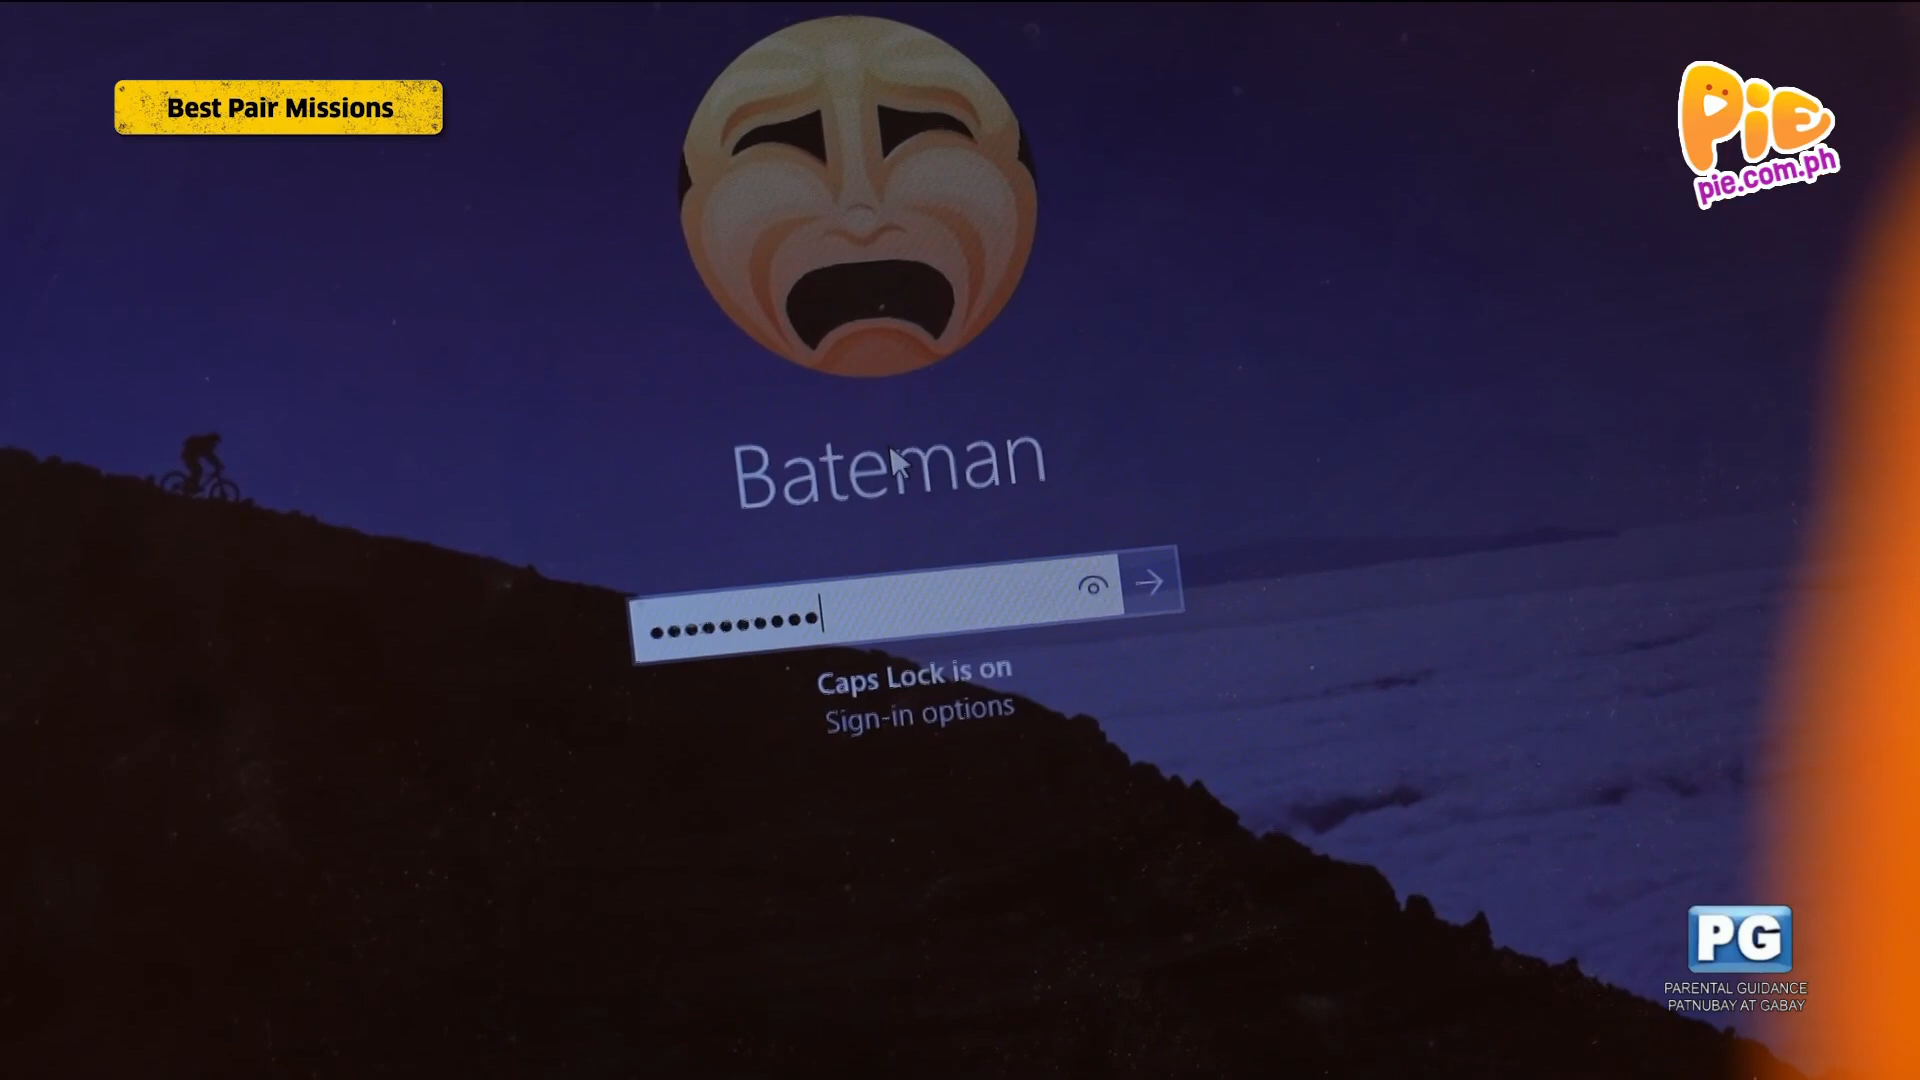 Best Pair Missions
Pie
pie.com.ph
Bateman
Caps Lock is on
Sign-in options
PG
PARENTAL GUIDANCE
PATNUBAY AT GABAY